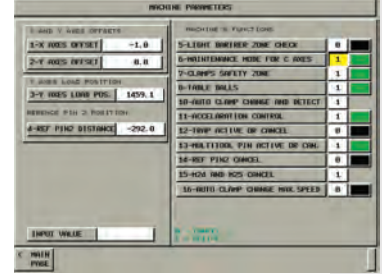 MACHINE PARAMETERS
X AND Y AXES OFFSETS
1-X AXES OFFSET -1.0
2-Y AXES OFFSET 0.0
Y AXES LOAD POSITION
3-Y AXES LOAD POS. 1459.1
REFERENCE PIN 2 POSITION
4-REF PIN2 DISTANCE -292.0
INPUT VALUE
< MAIN
PAGE
MACHINE'S FUNCTIONS
5-LIGHT BARIRER ZONE CHECK 0
6-MAINTENANCE MODE FOR C AXES 1
7-CLAMPS SAFLTY ZONE 1
8-TABLE BALLS 1
10-AUTO CLAMP CHANGE AND DETECT 1
11-ACCELARATION CONTROL 1
12-TRAP ACTIVE OR CANCEL 0
13-MULTITOOL PIN ACTIVE OR CAN. 1
14-REF PIN2 CANCEL 0
15-M24 AND M25 CANCEL 1
16-AUTO CLAMP CHANGE MAX.SPEED 0